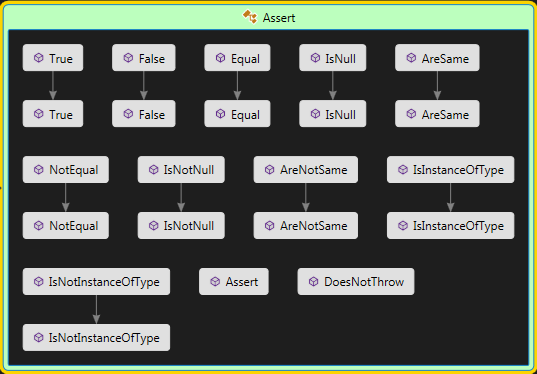 Assert
True False Equal IsNull AreSame
True False Equal IsNull AreSame
NotEqual IsNotNull AreNotSame IsInstanceOfType
NotEqual IsNotNull AreNotSame IsInstanceOfType
IsNotInstanceOfType Assert DoesNotThrow
IsNotInstanceOfType